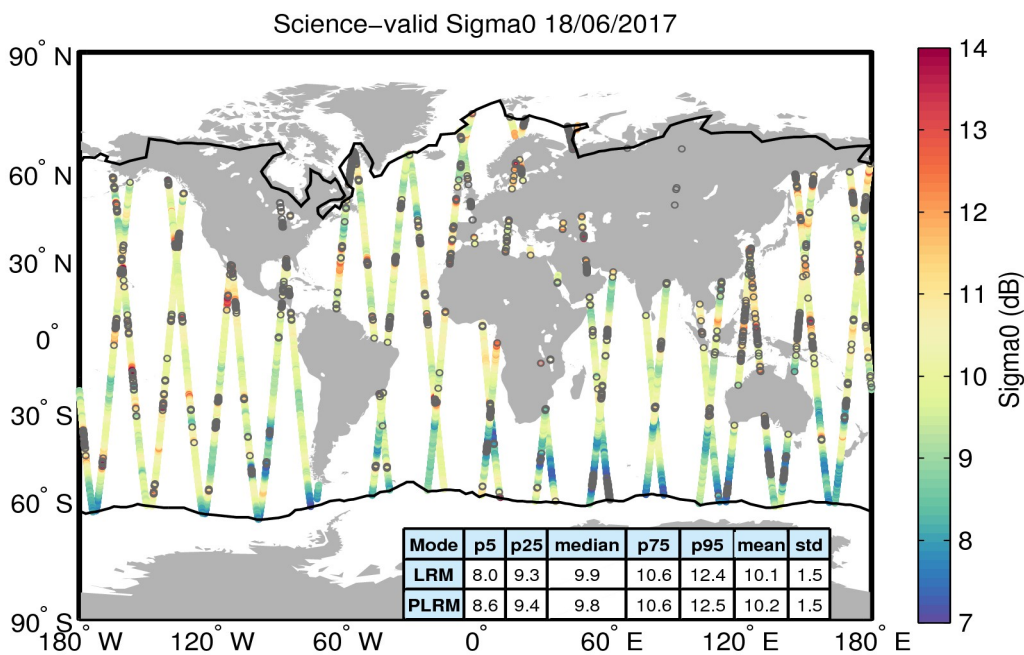 Science−valid Sigma0 18/06/2017
90° N
60° N
30° N
0°
30° S
60° S
90° S
180° W
120° W
60° W
0°
60° E
120° E
180° E
Mode p5 p25 median p75 p95 mean std
LRM 8.0 9.3 9.9 10.6 12.4 10.1 1.5
PLRM 8.6 9.4 9.8 10.6 12.5 10.2 1.5
14
13
12
11
10
9
8
7
Sigma0 (dB)